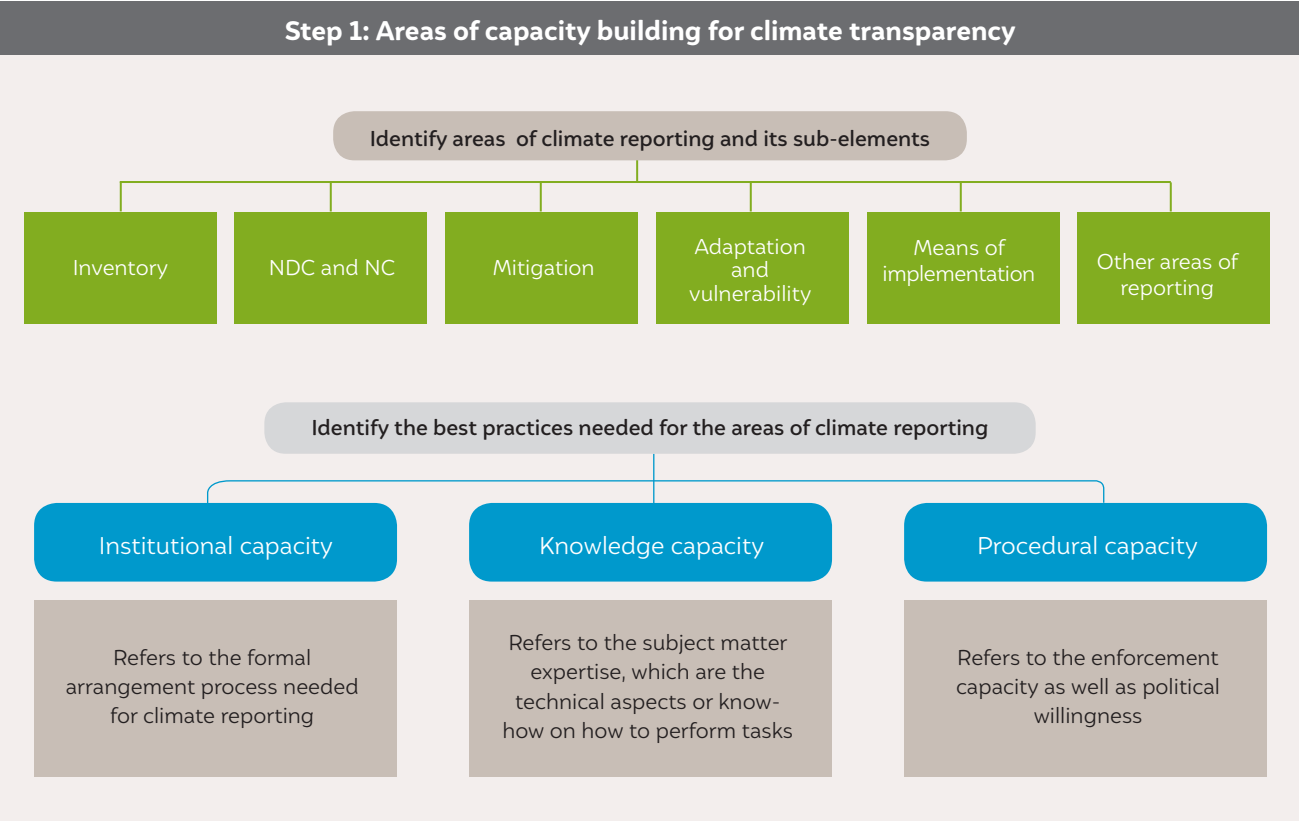 Step 1: Areas of capacity building for climate transparency
Identify areas of climate reporting and its sub-elements
Inventory
NDC and NC
Mitigation
Adaptation
and
vulnerability
Means of
implementation
Other areas of
reporting
Identify the best practices needed for the areas of climate reporting
Institutional capacity
Knowledge capacity
Procedural capacity
Refers to the formal
arrangement process needed
for climate reporting
Refers to the subject matter
expertise, which are the
technical aspects or know-
how on how to perform tasks
Refers to the enforcement
capacity as well as political
willingness